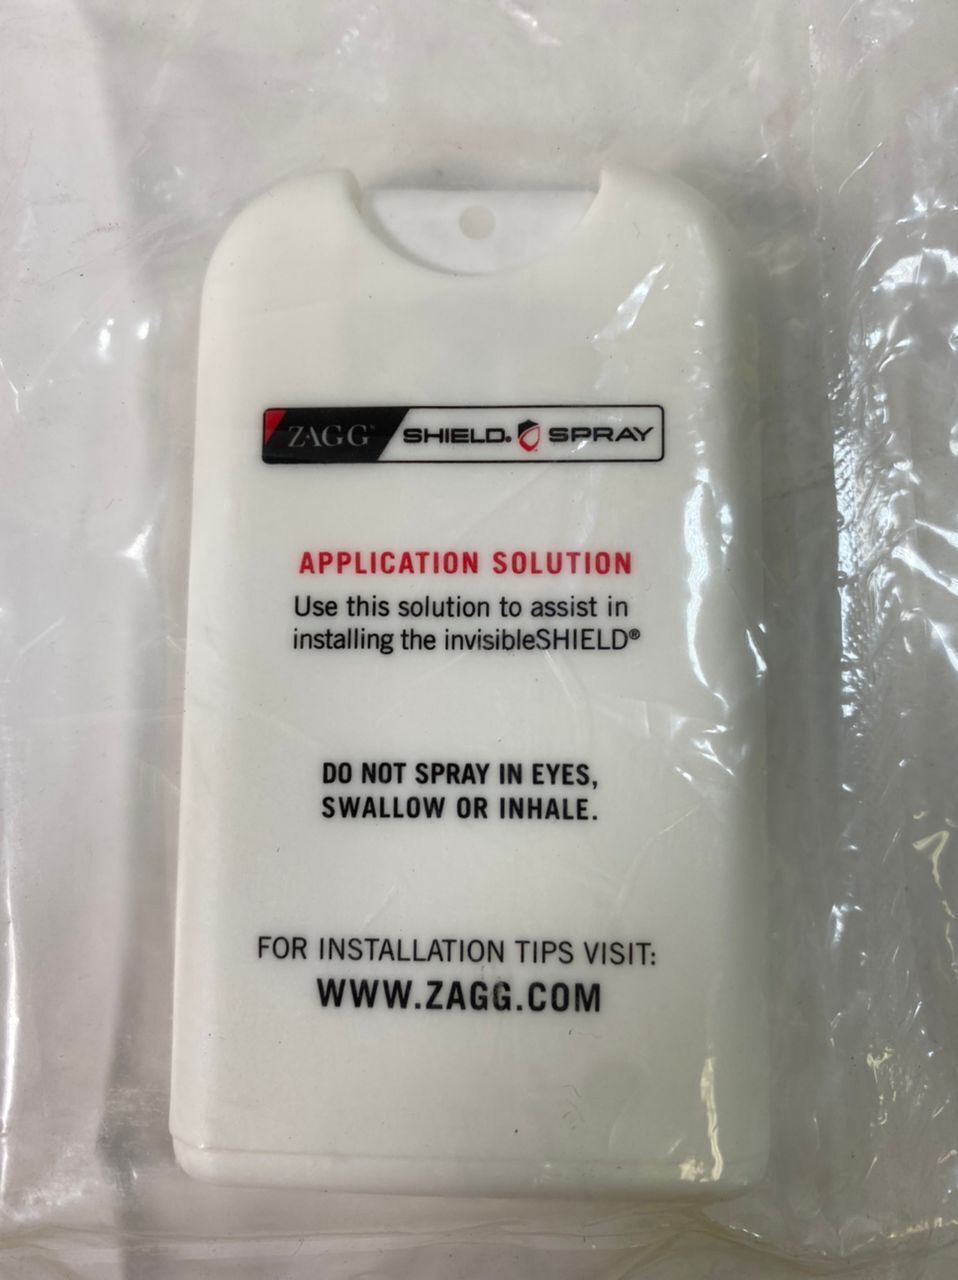 ZAGG® SHIELD. SPRAY
APPLICATION SOLUTION
Use this solution to assist in
installing the invisibleSHIELD®
DO NOT SPRAY IN EYES,
SWALLOW OR INHALE.
FOR INSTALLATION TIPS VISIT:
WWW.ZAGG.COM